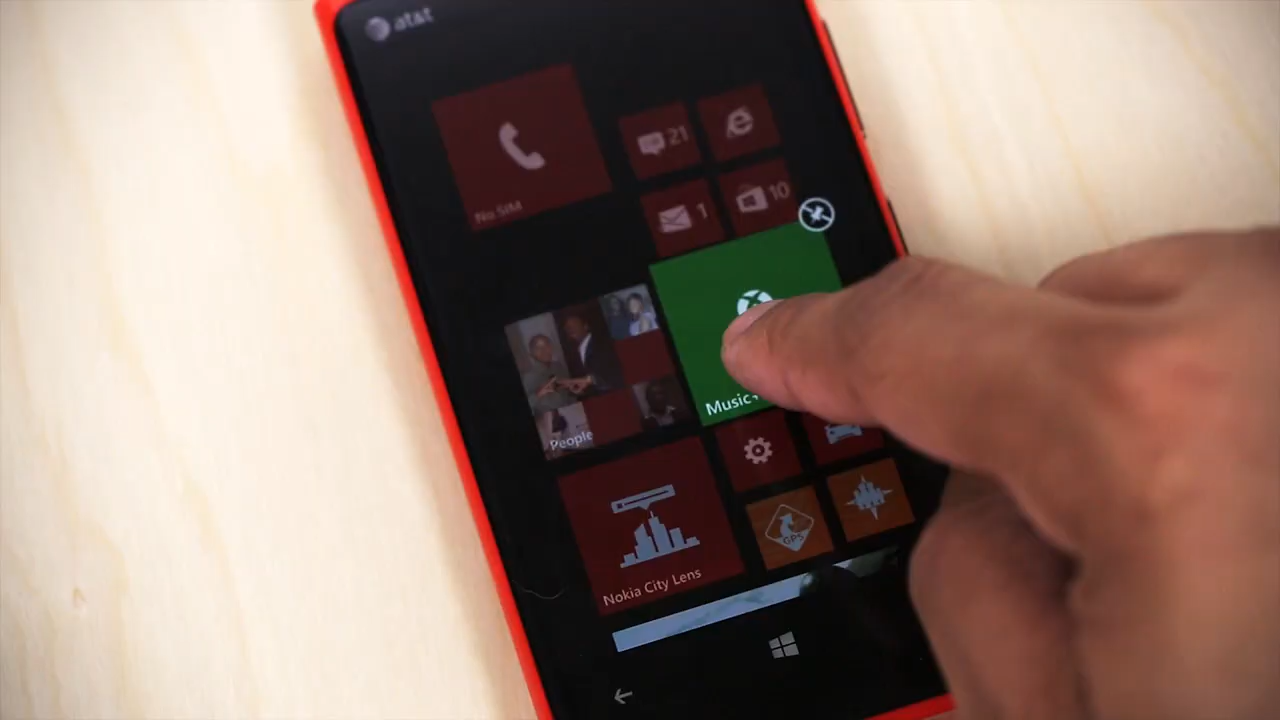 at&t
No SIM
21
1
10
People
Music+
Nokia City Lens
GPS